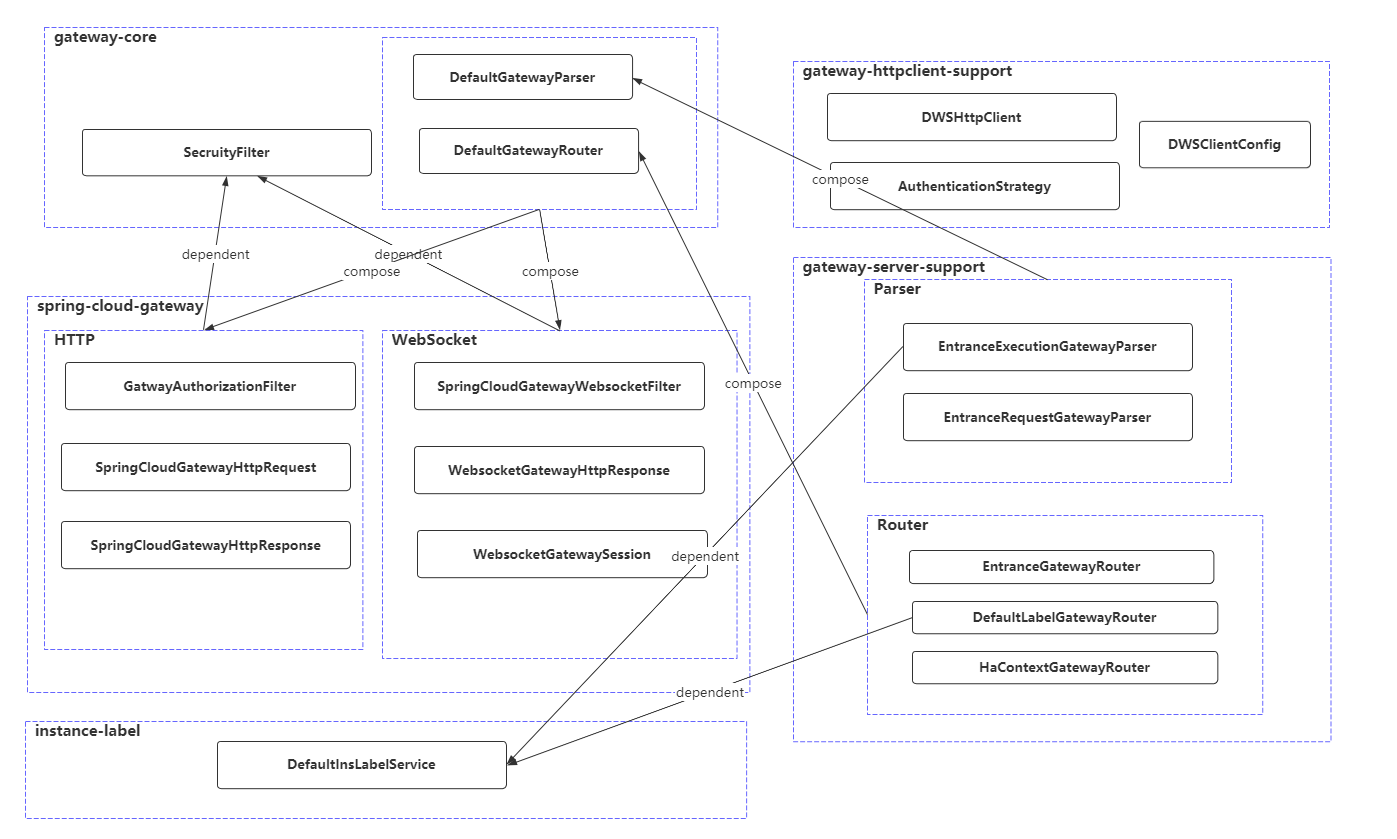 gateway-core
DefaultGatewayParser
DefaultGatewayRouter
SecruityFilter
gateway-httpclient-support
DWSHttpClient
DWSClientConfig
AuthenticationStrategy
compose
dependent
dependent
compose
compose
gateway-server-support
Parser
EntranceExecutionGatewayParser
EntranceRequestGatewayParser
compose
spring-cloud-gateway
HTTP
GatwayAuthorizationFilter
SpringCloudGatewayHttpRequest
SpringCloudGatewayHttpResponse
WebSocket
SpringCloudGatewayWebsocketFilter
WebsocketGatewayHttpResponse
WebsocketGatewaySession
dependent
Router
EntranceGatewayRouter
DefaultLabelGatewayRouter
HaContextGatewayRouter
dependent
instance-label
DefaultInsLabelService